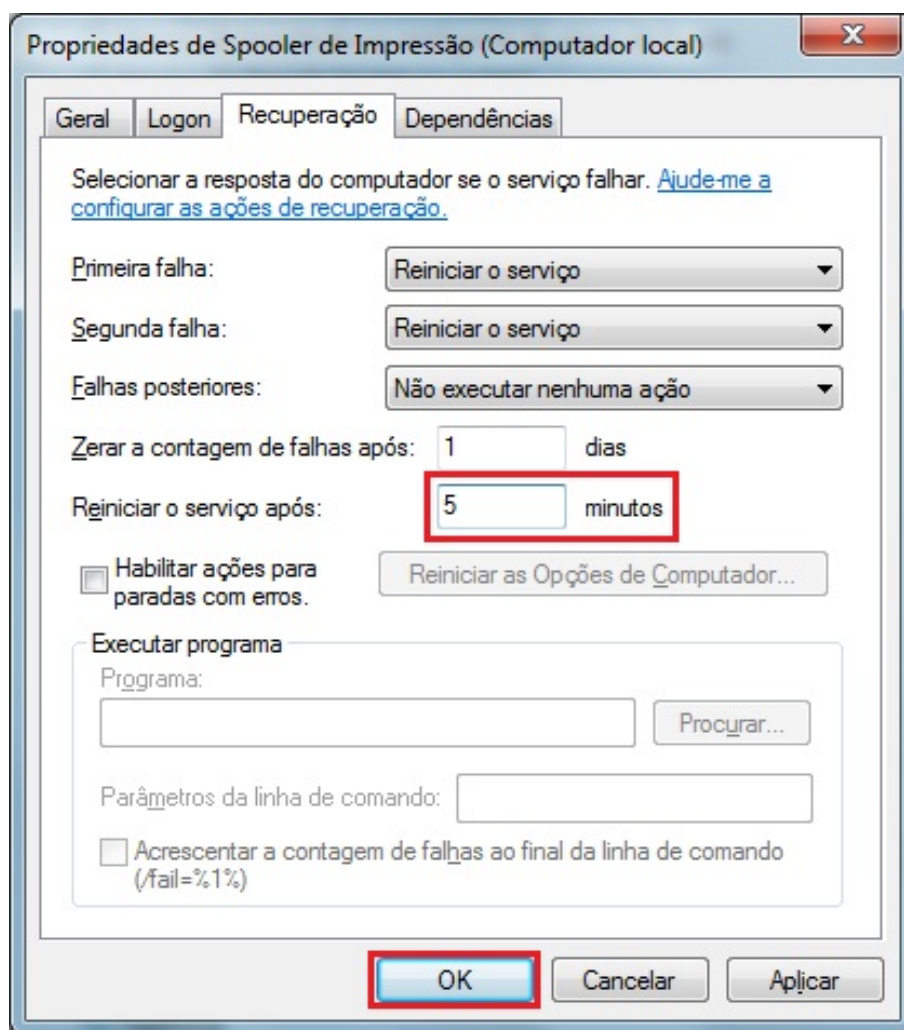 Propriedades de Spooler de Impressão (Computador local)
Geral Logon Recuperação Dependências
Selecionar a resposta do computador se o serviço falhar. Ajude-me a
configurar as ações de recuperação.
Primeira falha: Reiniciar o serviço
Segunda falha: Reiniciar o serviço
Falhas posteriores: Não executar nenhuma ação
Zerar a contagem de falhas após: 1 dias
Reiniciar o serviço após: 5 minutos
Habilitar ações para
paradas com erros.
Reiniciar as Opções de Computador...
Executar programa
Programa:
Procurar...
Parâmetros da linha de comando:
Acrescentar a contagem de falhas ao final da linha de comando
(/fail=%1%)
OK Cancelar Aplicar